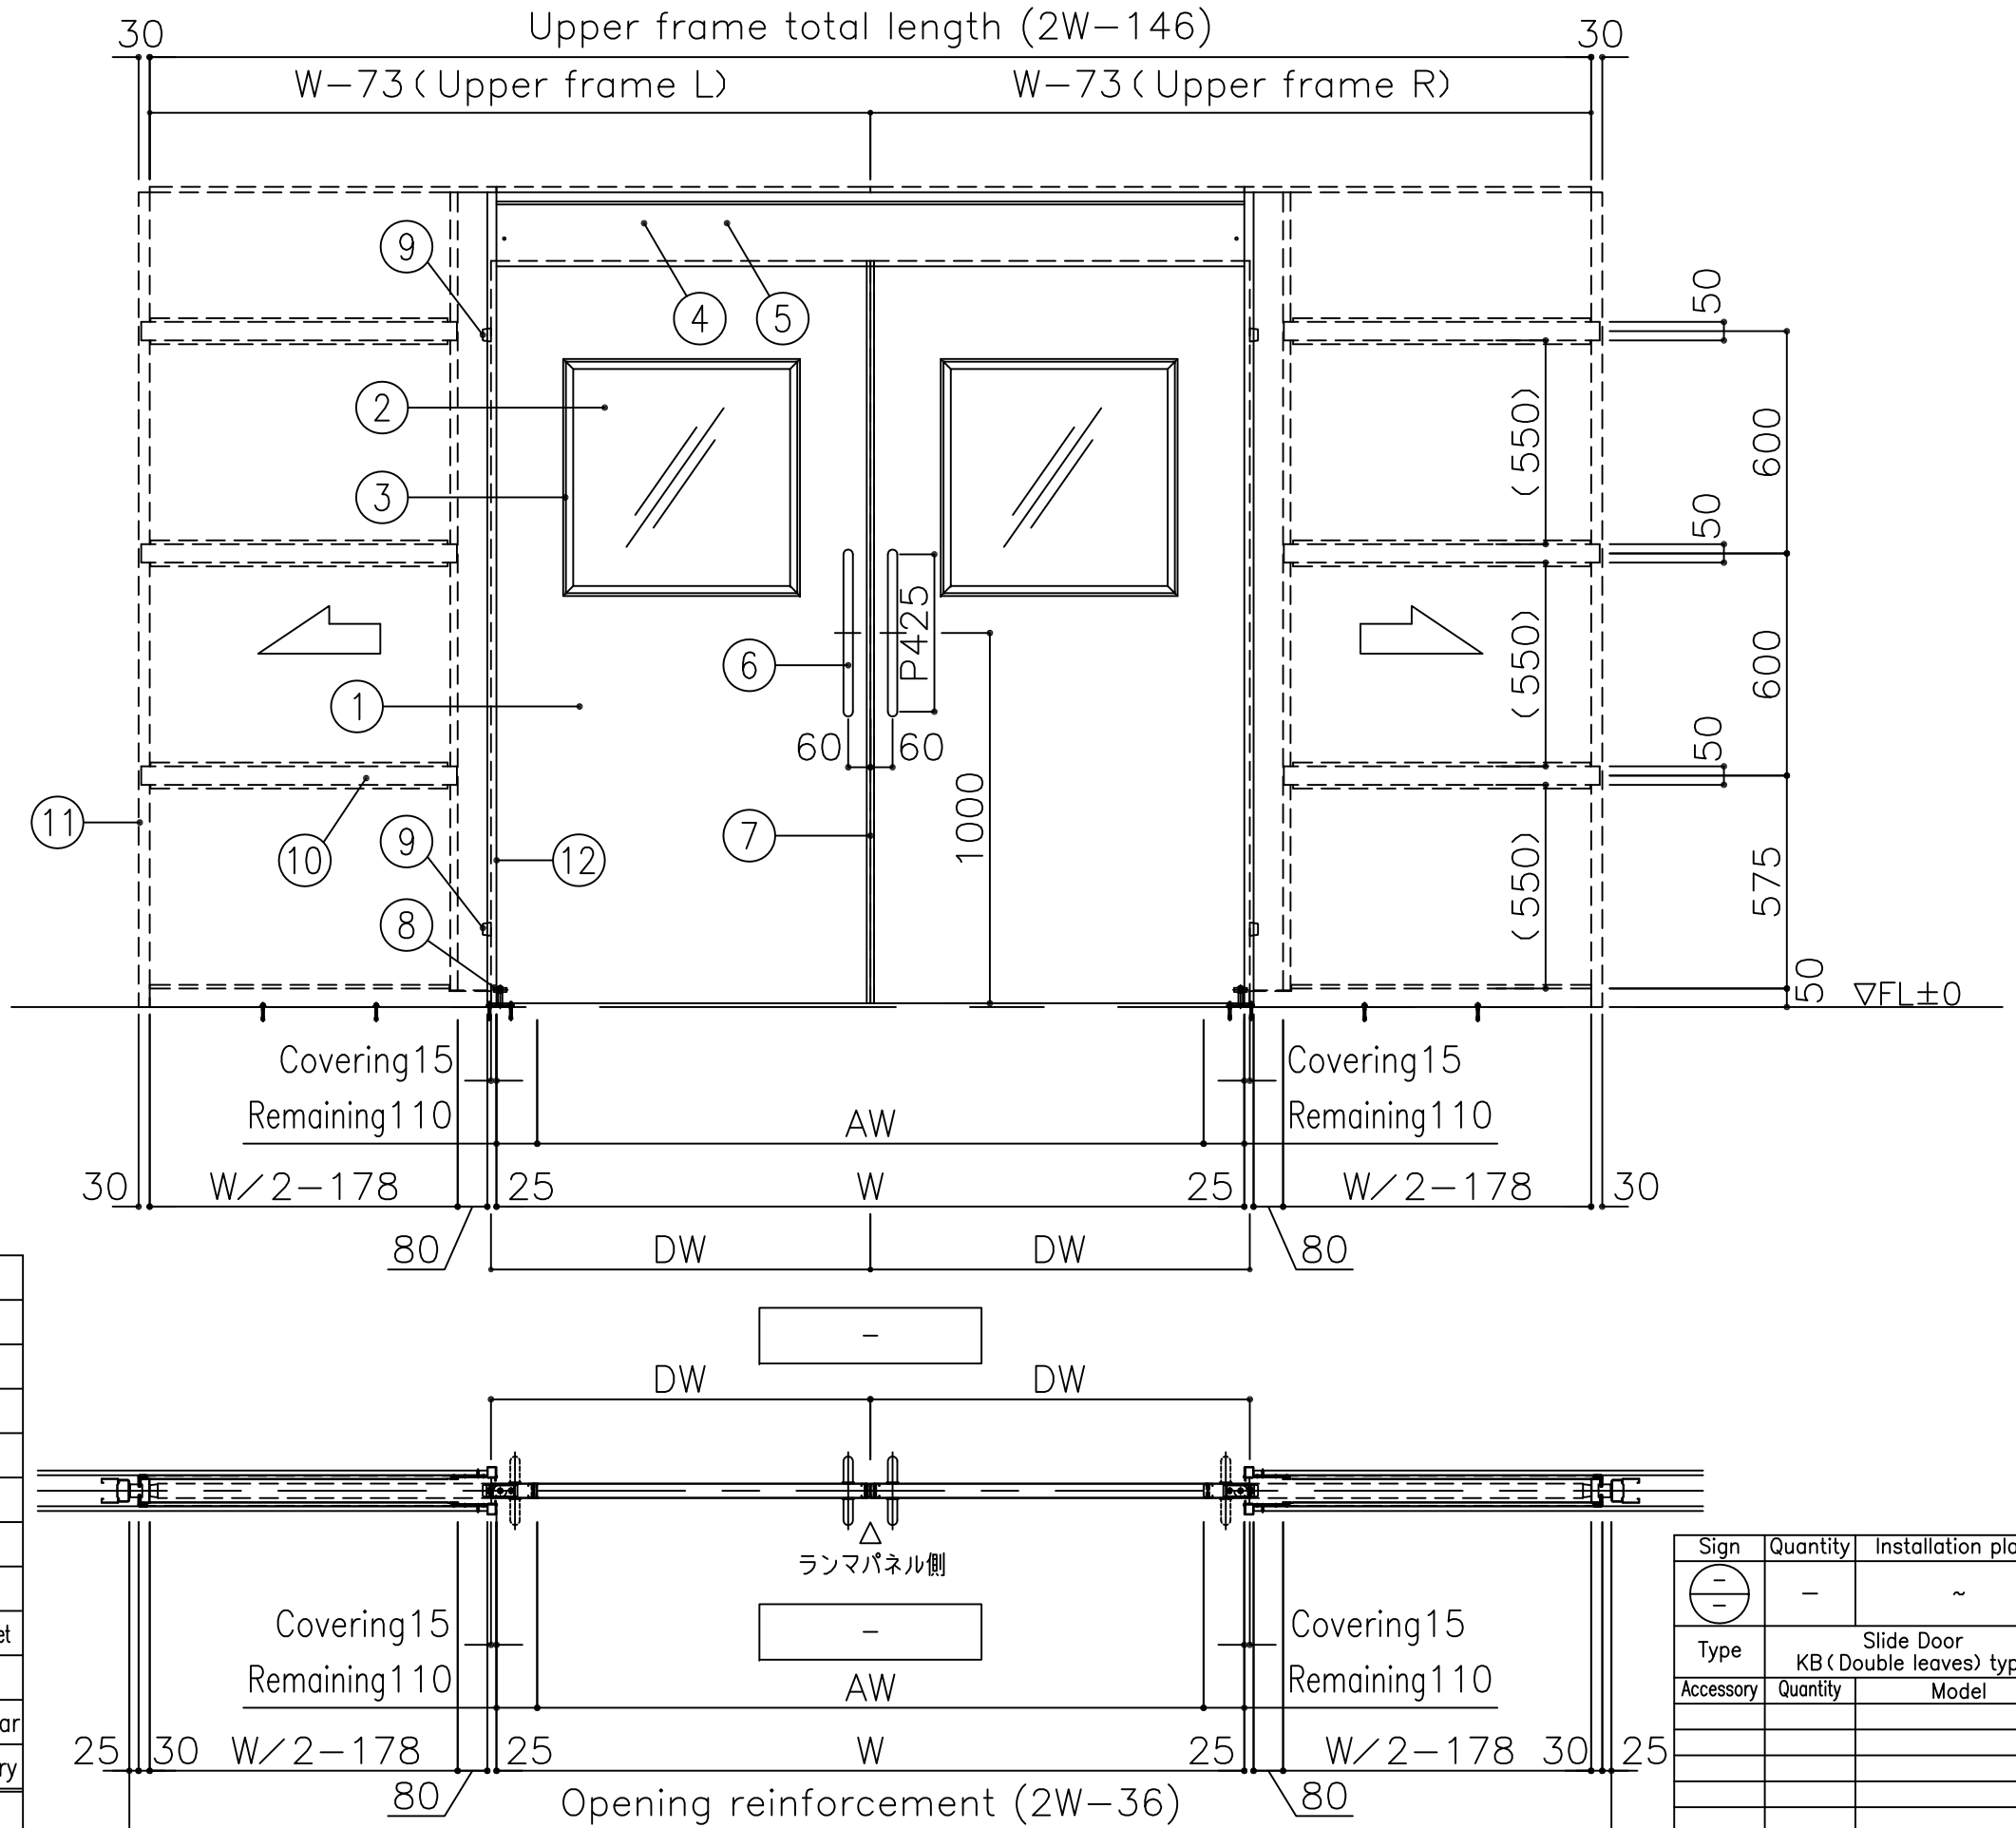 Upper frame total length (2W-146)
30
30
W-73(Upper frame L)
W-73(Upper frame R)
9
4
5
50
2
(550)
600
3
50
P425
6
(550)
600
1
60
60
50
1000
11
10
9
12
7
(550)
575
8
50
▽FL±0
Covering15
Covering15
Remaining110
AW
Remaining110
30
W/2-178
25
W
25
W/2-178
30
80
DW
DW
80
-
DW
DW
ランマパネル側
Covering15
-
Covering15
Remaining110
AW
Remaining110
25
30
W/2-178
25
W
25
W/2-178
30
25
80
Opening reinforcement (2W-36)
80
Sign
Quantity
Installation pla
-
-
-
~
Type
Slide Door
KB(Double leaves) typ
Accessory
Quantity
Model
et
ar
ry